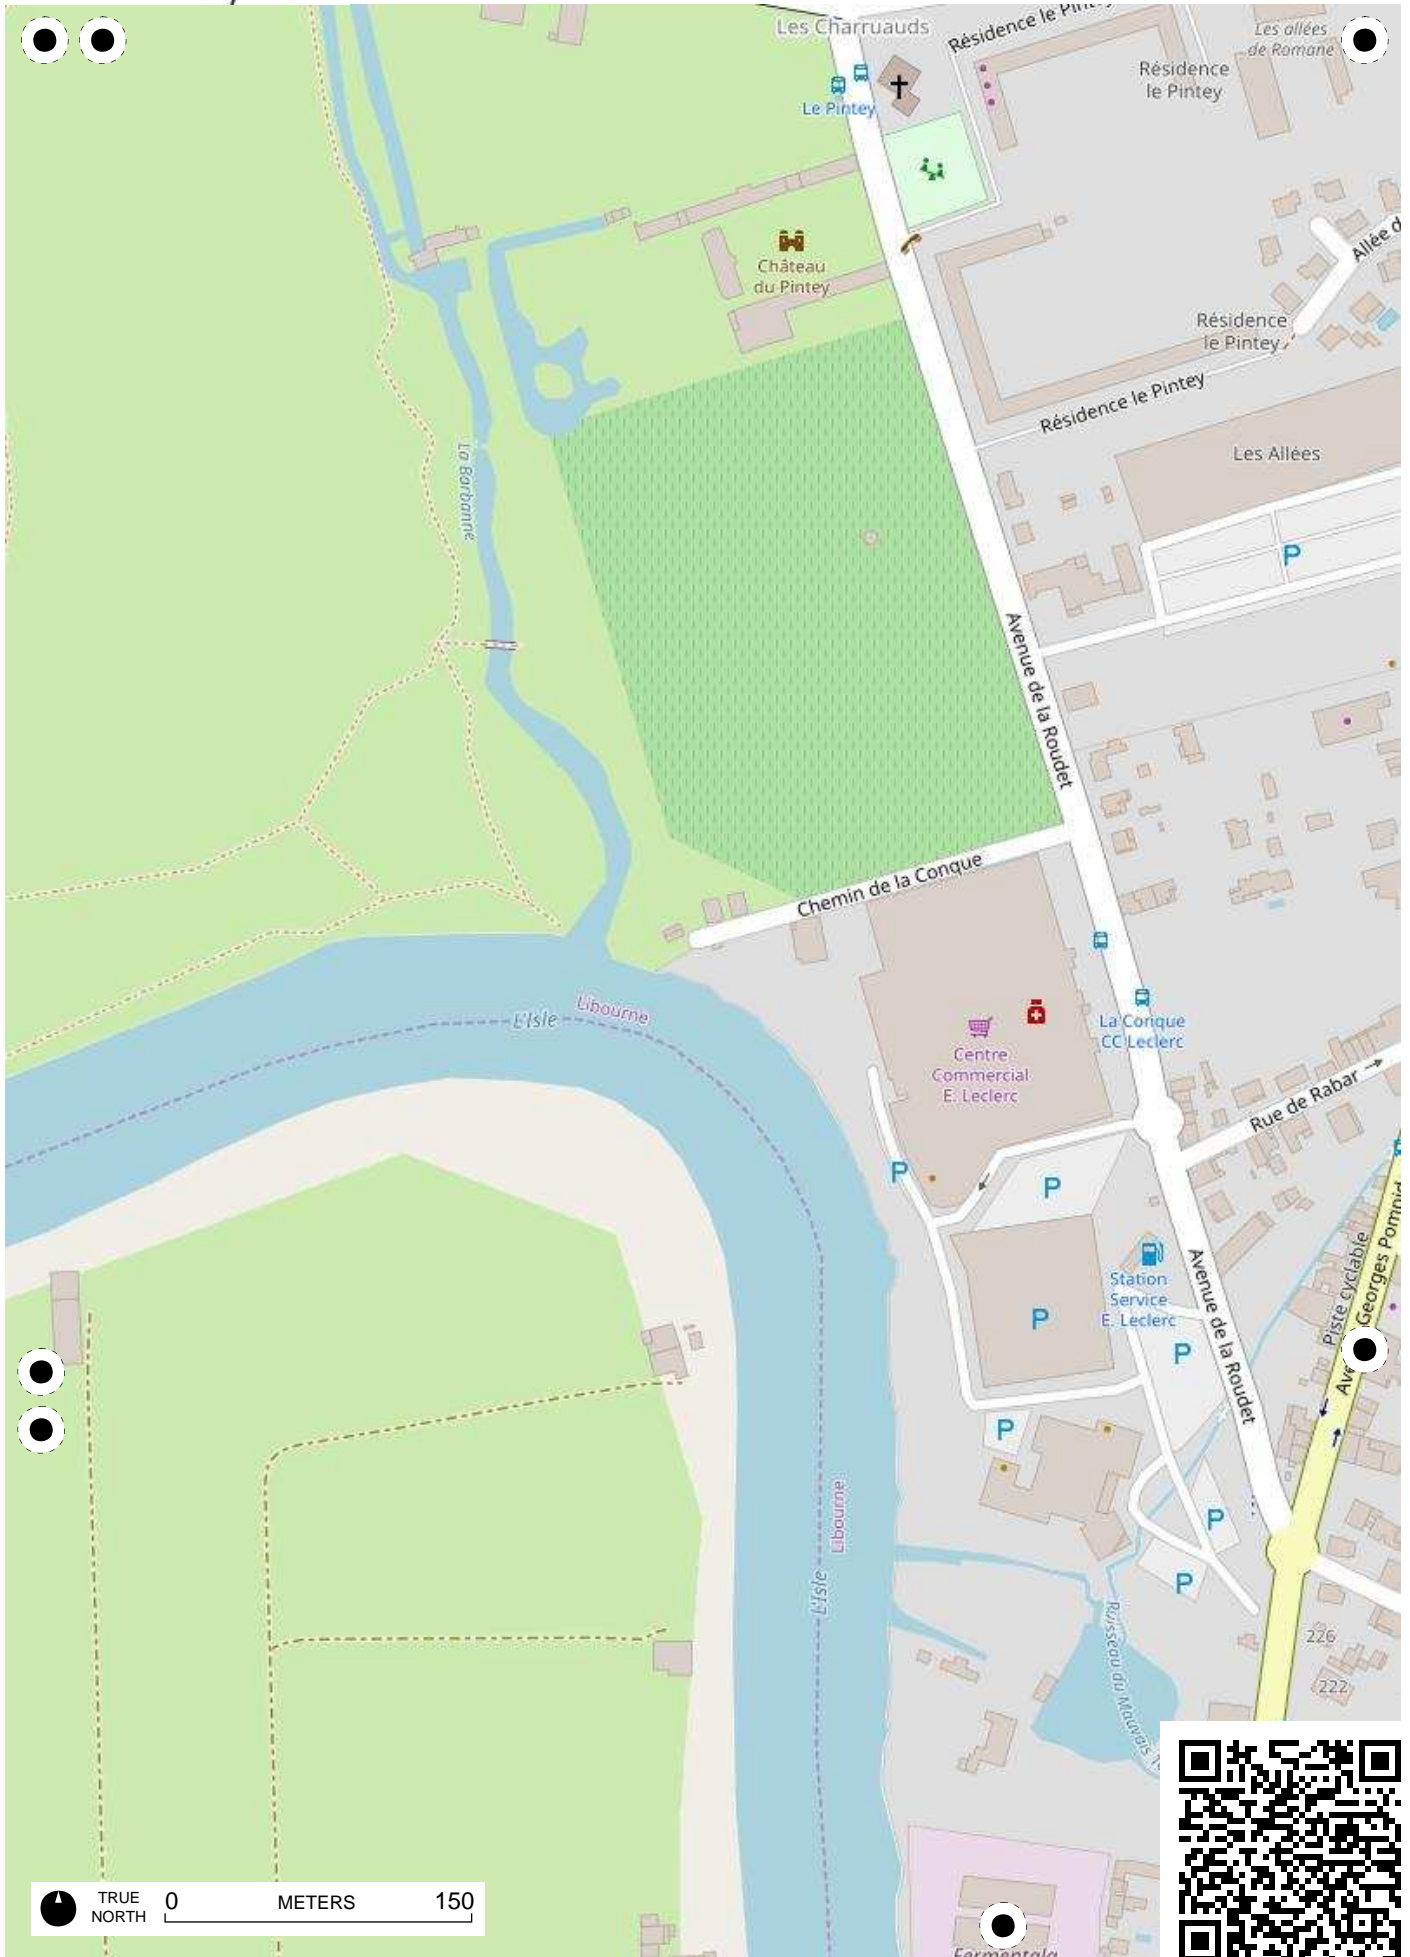 Les Charruauds
Résidence le Pintey
Les allées
de Romane
Résidence
le Pintey
Le Pintey
Château
du Pintey
Allée d
Résidence
le Pintey
Résidence le Pintey
Les Allées
La Barbanne
P
Avenue de la Roudet
Chemin de la Conque
L'Isle
Libourne
La Conque
CC Leclerc
Centre
Commercial
E. Leclerc
Rue de Rabar
P
P
Station
Service
E. Leclerc
P
P
Avenue de la Roudet
Piste cyclable
Ave
Georges Pompid
P
Libourne
L'Isle
P
P
Ruisseau du Mauvais
226
222
TRUE
NORTH
0 METERS 150
Fermentala